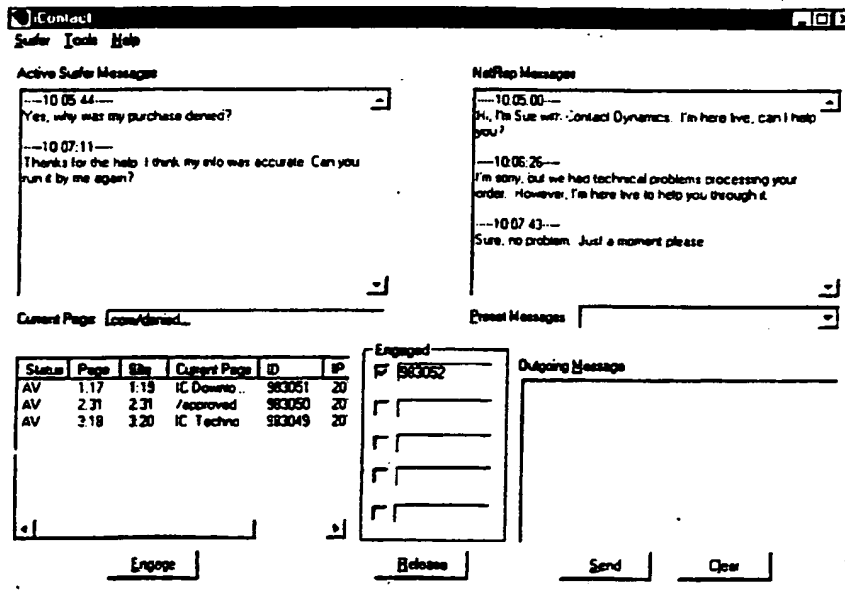 iContact
Surfer Tools Help
Active Surfer Messages
----10:05:44----
Yes, why was my purchase denied?
----10:07:11----
Thanks for the help. I think my info was accurate. Can you
run it by me again?
NetRep Messages
----10:05:00----
Hi, I'm Sue with Contact Dynamics. I'm here live, can I help
you?
----10:06:26----
I'm sorry, but we had technical problems processing your
order. However, I'm here live to help you through it.
----10:07:43----
Sure, no problem. Just a moment please
Current Page: .com/denied...
Preset Messages
Status Page Site Current Page ID IP
AV 1:17 1:19 IC Downlo... 983051 20
AV 2:31 2:31 /approved 983050 20
AV 3:18 3:20 IC Techno 983049 20
Engaged
983052
Outgoing Message
Engage Release Send Clear